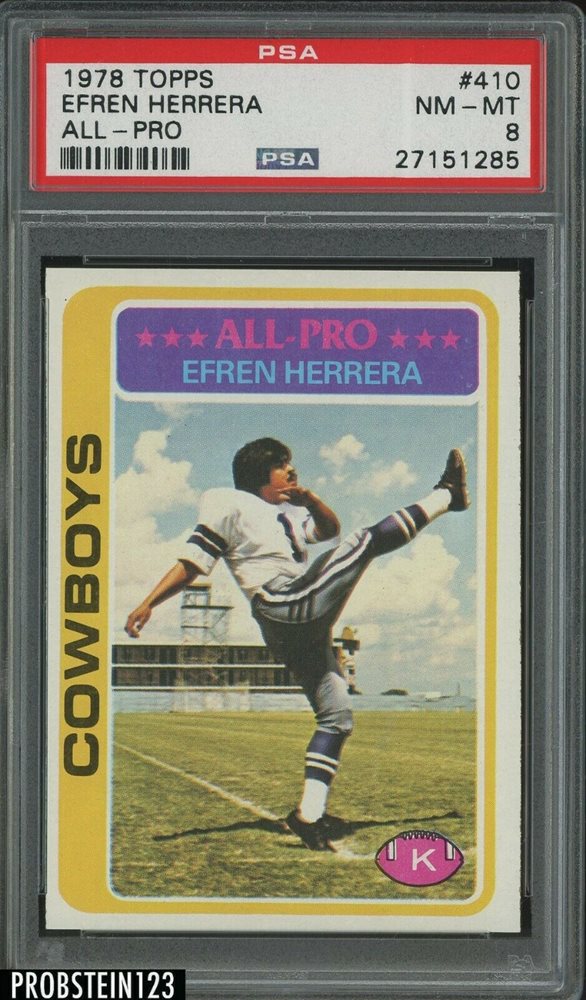 PSA
1978 TOPPS #410
EFREN HERRERA NM-MT
ALL-PRO 8
PSA 27151285
ALL-PRO
EFREN HERRERA
COWBOYS
1
K
PROBSTEIN123